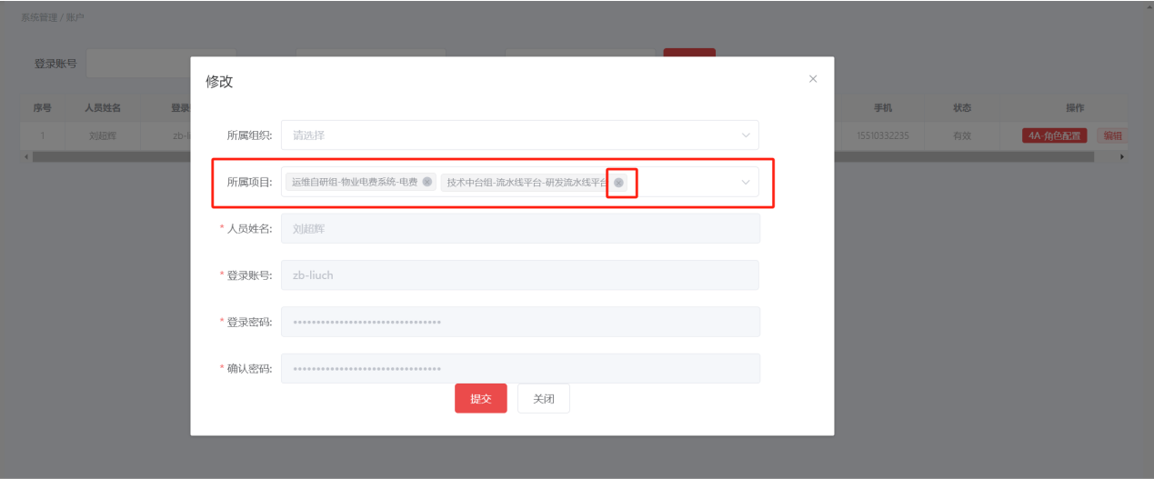 系统管理 / 账户
登录账号
修改
序号 人员姓名 手机 状态 操作
1 刘超辉 15510332235 有效 4A-角色配置 编辑
所属组织: 请选择
所属项目: 运维自研组-物业电费系统-电费 技术中台组-流水线平台-研发流水线平台
* 人员姓名: 刘超辉
* 登录账号: zb-liuch
* 登录密码: ••••••••••••••••••••••••••••••••
* 确认密码: ••••••••••••••••••••••••••••••••
提交 关闭